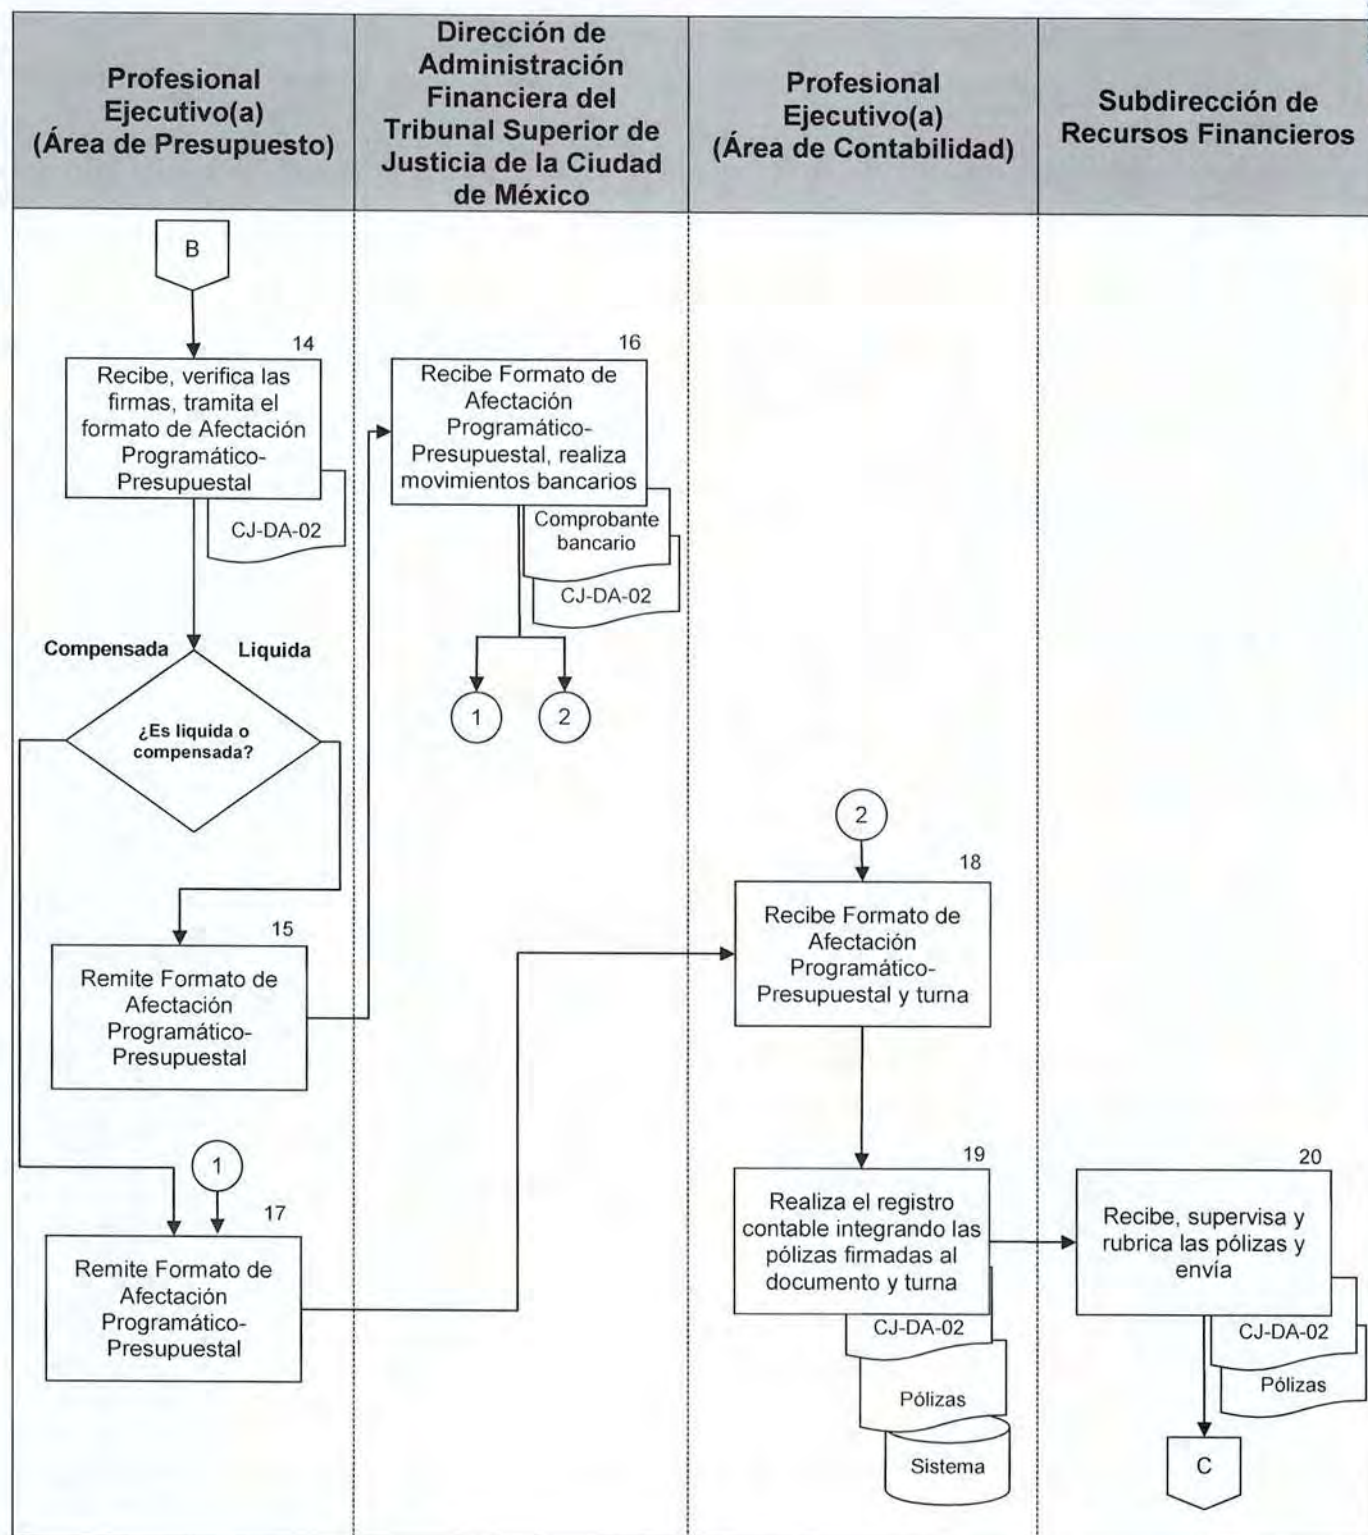 Profesional
Ejecutivo(a)
(Área de Presupuesto)
Dirección de
Administración
Financiera del
Tribunal Superior de
Justicia de la Ciudad
de México
Profesional
Ejecutivo(a)
(Área de Contabilidad)
Subdirección de
Recursos Financieros
B
14
Recibe, verifica las
firmas, tramita el
formato de Afectación
Programático-
Presupuestal
CJ-DA-02
Compensada
Liquida
¿Es liquida o
compensada?
15
Remite Formato de
Afectación
Programático-
Presupuestal
1
17
Remite Formato de
Afectación
Programático-
Presupuestal
16
Recibe Formato de
Afectación
Programático-
Presupuestal, realiza
movimientos bancarios
Comprobante
bancario
CJ-DA-02
1
2
2
18
Recibe Formato de
Afectación
Programático-
Presupuestal y turna
19
Realiza el registro
contable integrando las
pólizas firmadas al
documento y turna
CJ-DA-02
Pólizas
Sistema
20
Recibe, supervisa y
rubrica las pólizas y
envía
CJ-DA-02
Pólizas
C